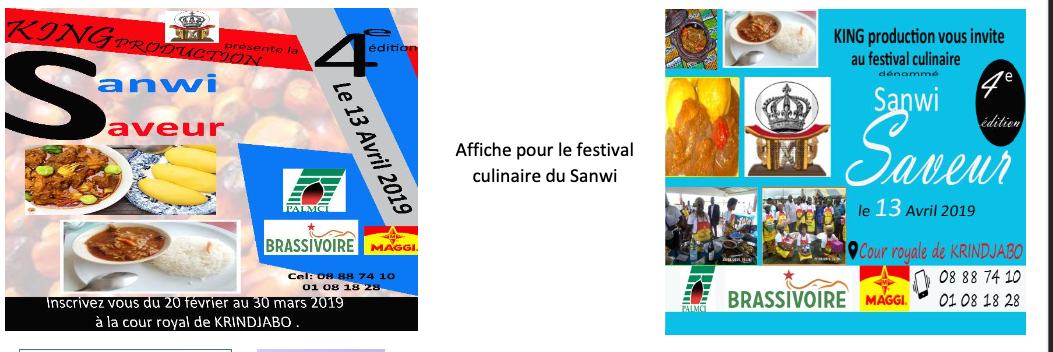 KING PRODUCTION présente la
4e édition
Sanwi
Saveur
Le 13 Avril 2019
PALMCI
BRASSIVOIRE
MAGGI
Cel: 08 88 74 10
01 08 18 28
Inscrivez vous du 20 février au 30 mars 2019
à la cour royal de KRINDJABO .
Affiche pour le festival
culinaire du Sanwi
KING production vous invite
au festival culinaire
dénommé
4e
édition
Sanwi
Saveur
le 13 Avril 2019
Cour royale de KRINDJABO
PALMCI
BRASSIVOIRE
MAGGI
08 88 74 10
01 08 18 28